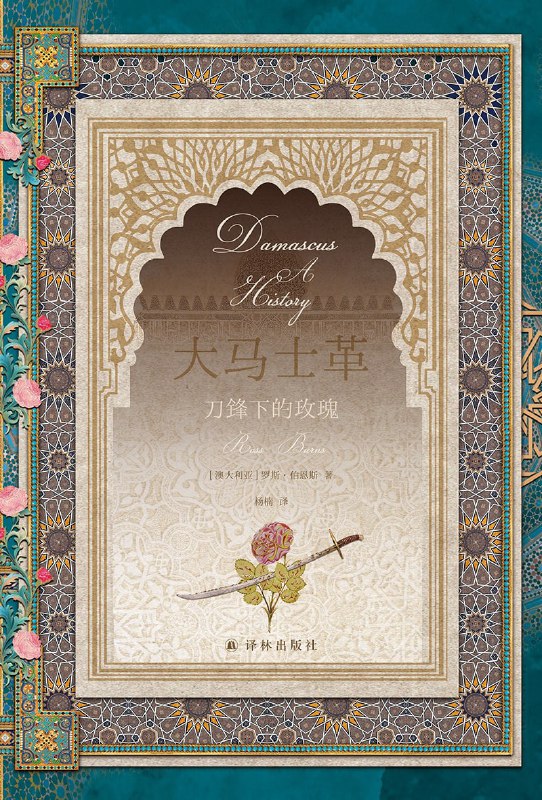 Damascus
A
History
大马士革
刀鋒下的玫瑰
Ross Burns
[澳大利亚]罗斯·伯恩斯 著
杨楠 译
译林出版社